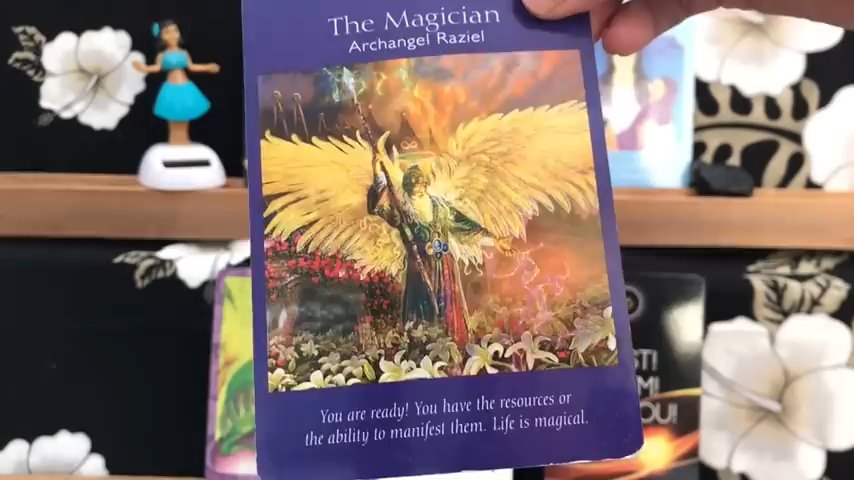 The Magician
Archangel Raziel
You are ready! You have the resources or
the ability to manifest them. Life is magical.
OU!